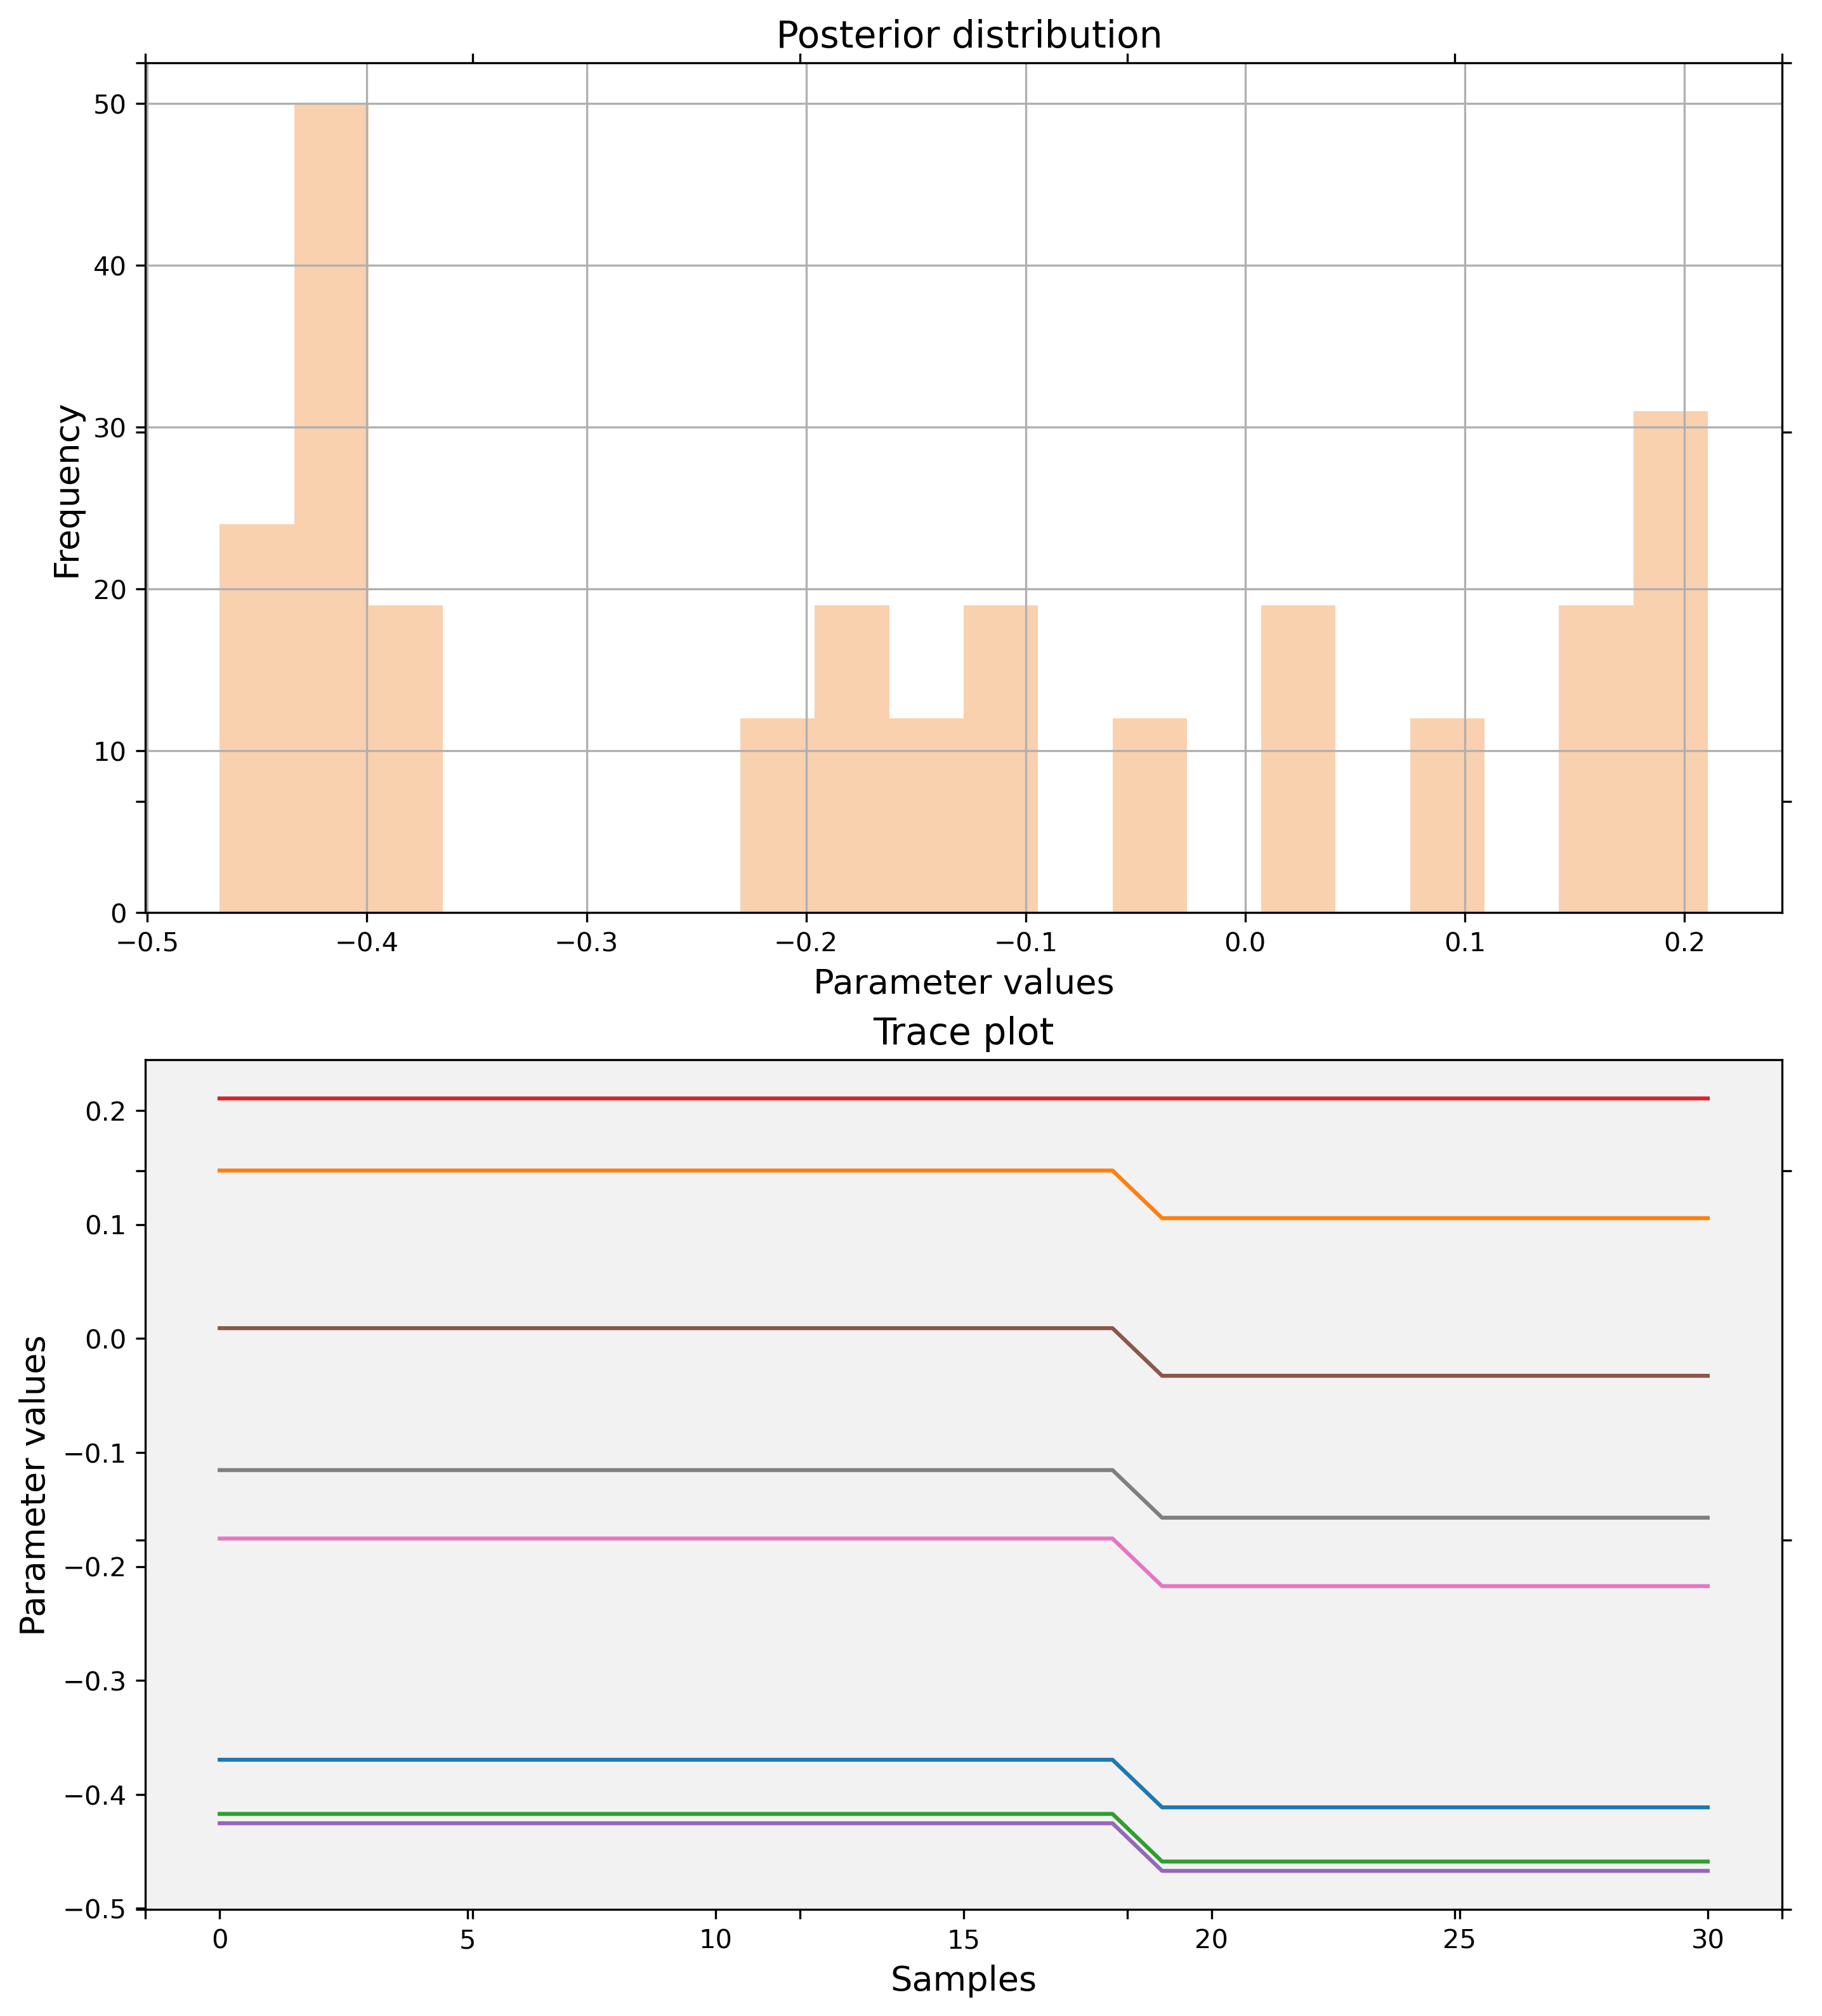 Posterior distribution
50
40
30
20
10
0
Frequency
−0.5 −0.4 −0.3 −0.2 −0.1 0.0 0.1 0.2
Parameter values
Trace plot
0.2
0.1
0.0
−0.1
−0.2
−0.3
−0.4
−0.5
Parameter values
0 5 10 15 20 25 30
Samples